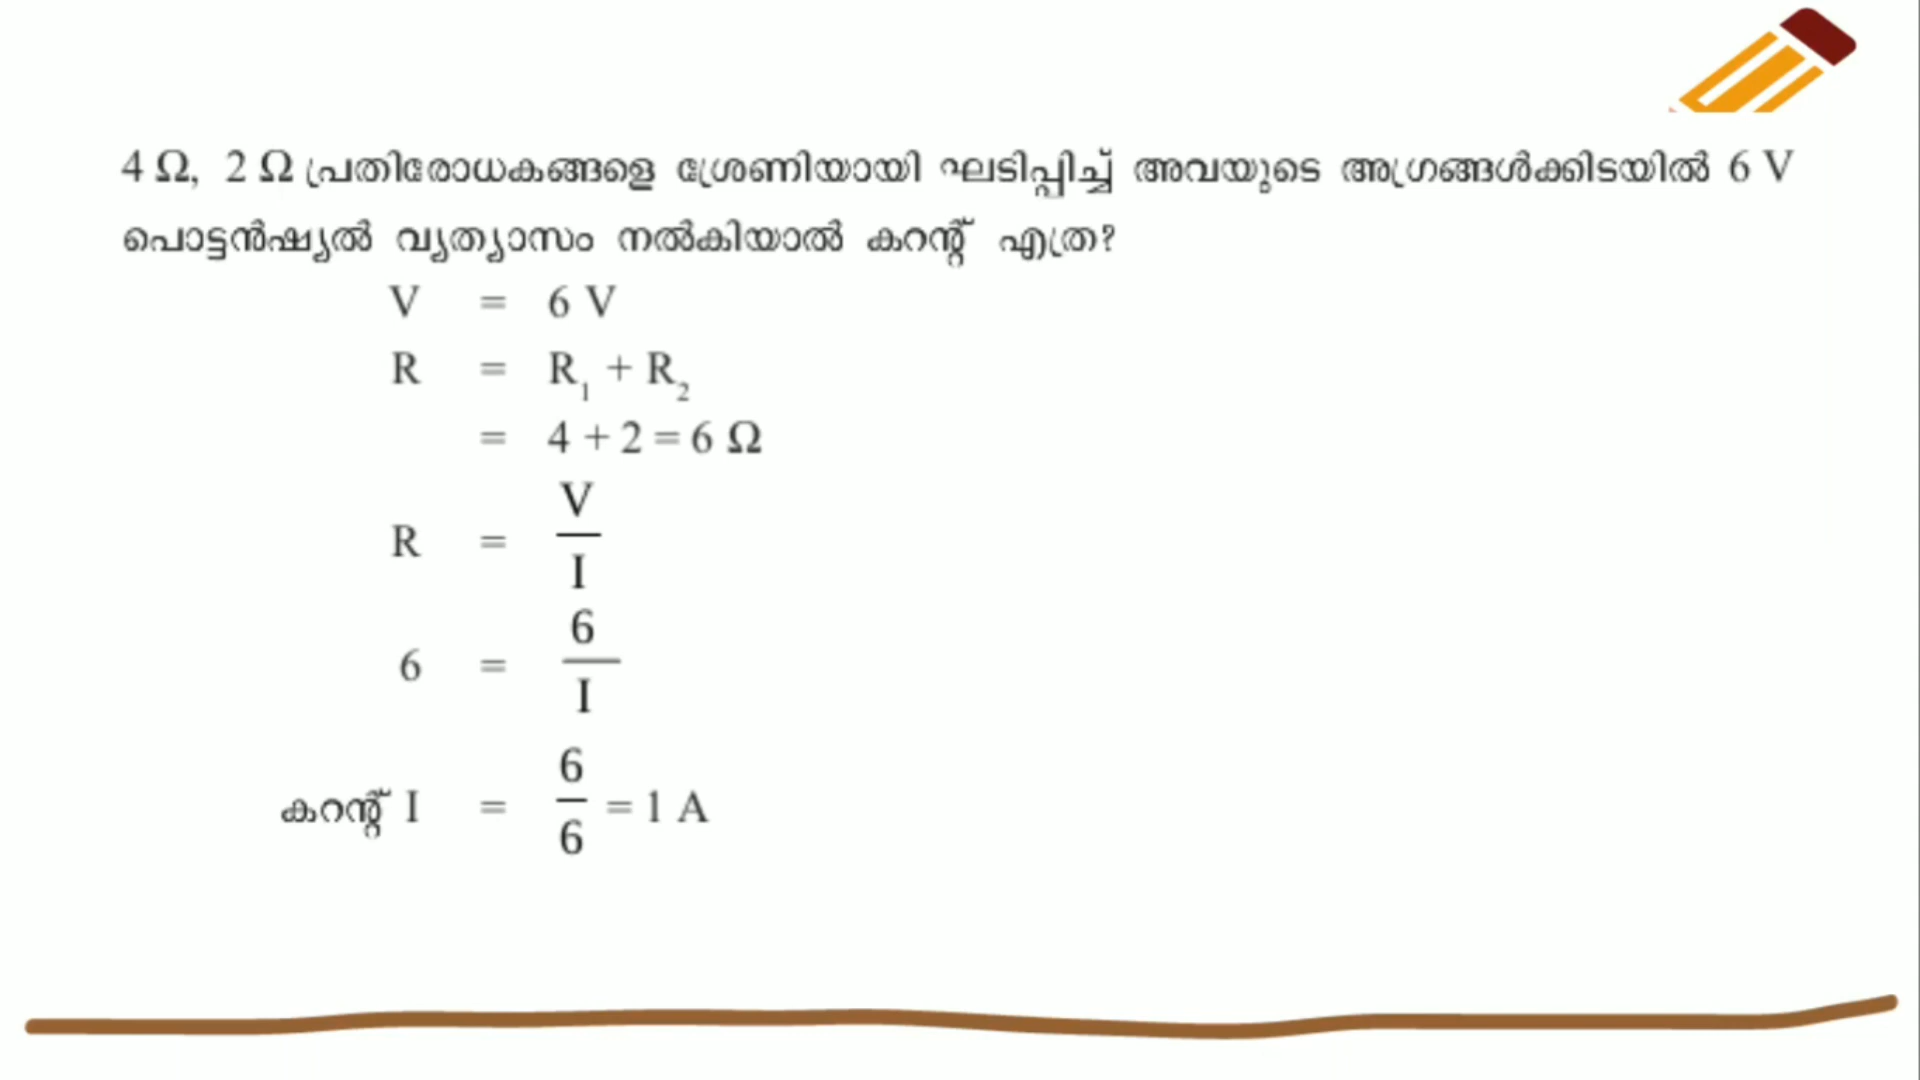 4 Ω, 2 Ω പ്രതിരോധകങ്ങളെ ശ്രേണിയായി ഘടിപ്പിച്ച് അവയുടെ അഗ്രങ്ങൾക്കിടയിൽ 6 V
പൊട്ടൻഷ്യൽ വ്യത്യാസം നൽകിയാൽ കറന്റ് എത്ര?
V = 6 V
R = R₁ + R₂
= 4 + 2 = 6 Ω
R = V/I
6 = 6/I
കറന്റ് I = 6/6 = 1 A